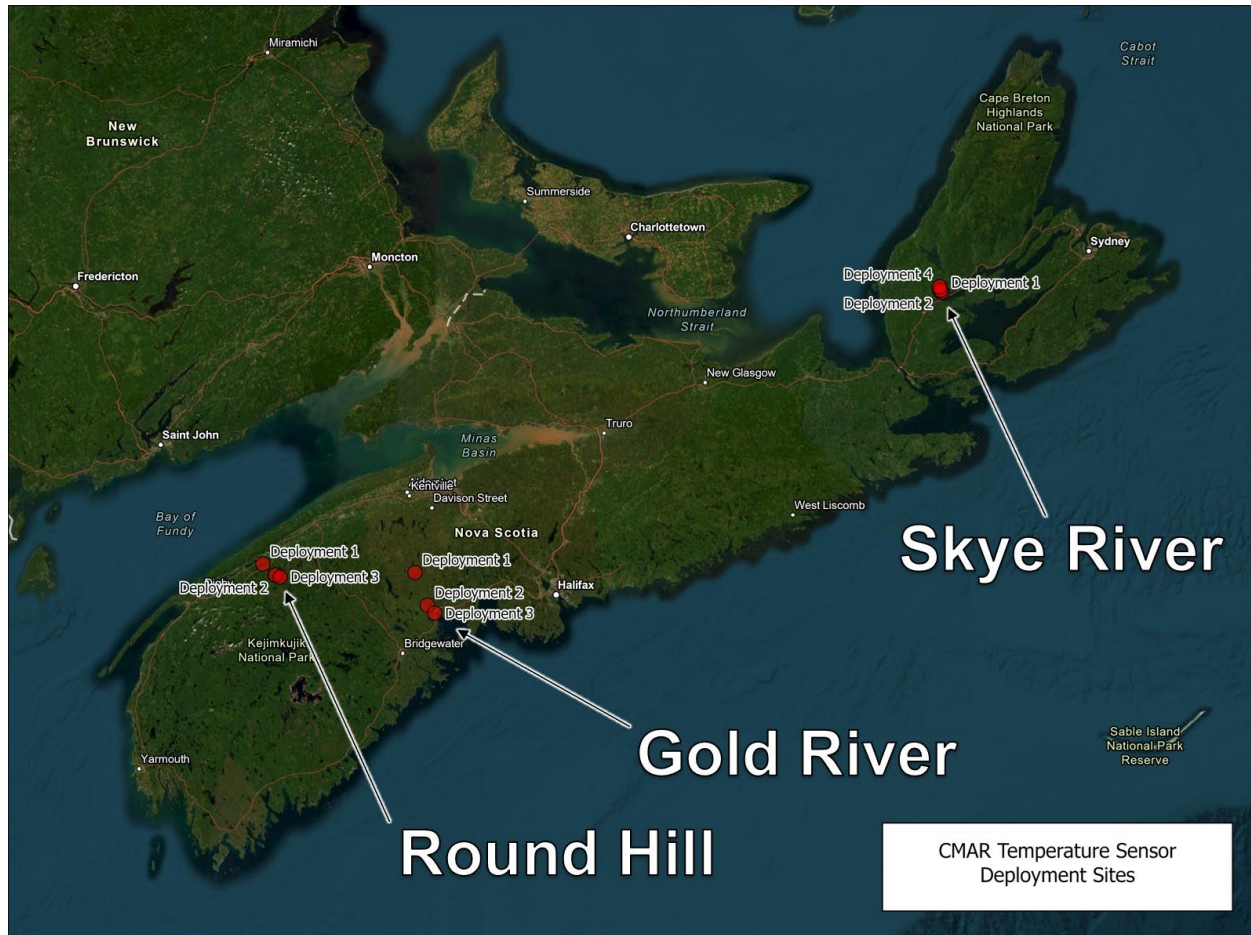 Miramichi
Cabot
Strait
Cape Breton
Highlands
National Park
New
Brunswick
Summerside
Charlottetown
Sydney
Moncton
Fredericton
Deployment 4
Deployment 1
Deployment 2
Northumberland
Strait
New Glasgow
Truro
Saint John
Minas
Basin
Kentville
Davison Street
West Liscomb
Bay of
Fundy
Nova Scotia
Skye River
Deployment 1
Deployment 1
Deployment 3
Deployment 2
Deployment 2
Halifax
Deployment 3
Kejimkujik
National Park
Bridgewater
Gold River
Sable Island
National Park
Reserve
Yarmouth
Round Hill
CMAR Temperature Sensor
Deployment Sites